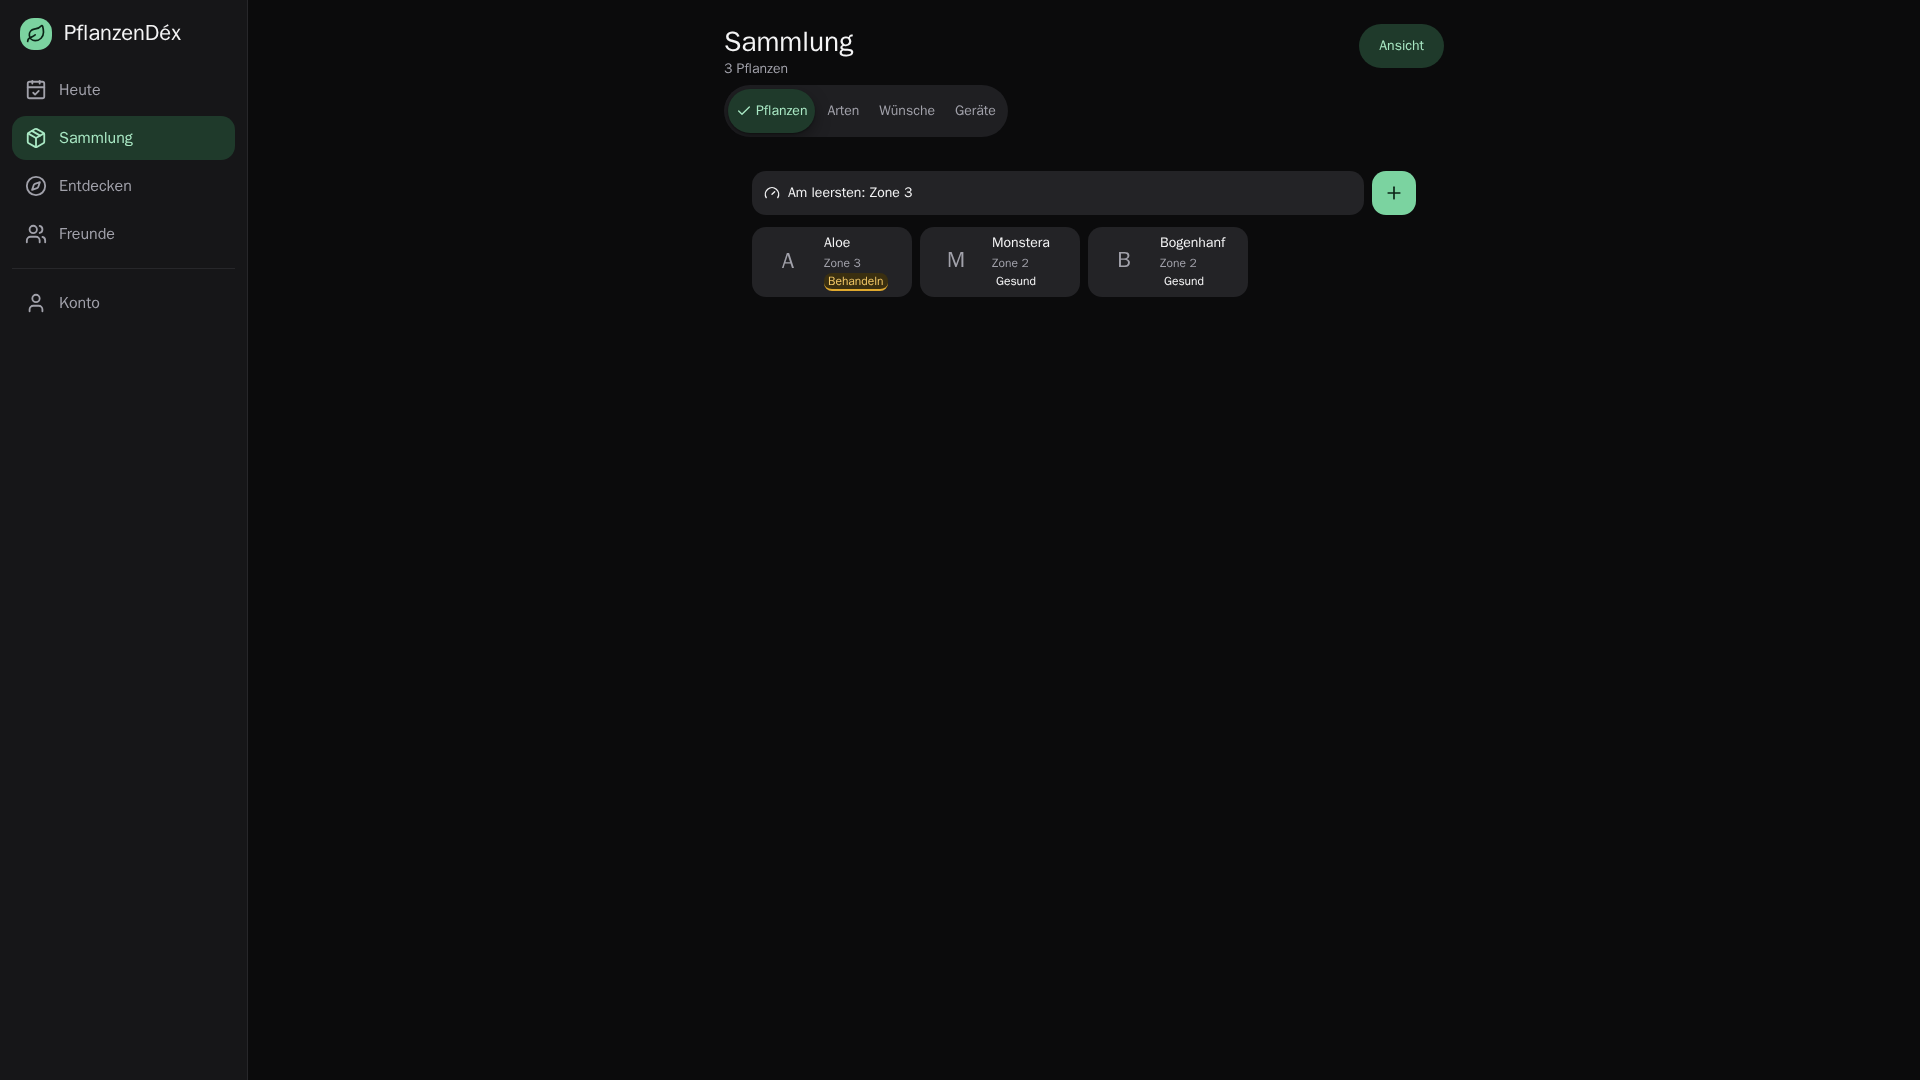 PflanzenDéx
Heute
Sammlung
Entdecken
Freunde
Konto
Sammlung
3 Pflanzen
Ansicht
Pflanzen Arten Wünsche Geräte
Am leersten: Zone 3
A
Aloe
Zone 3
Behandeln
M
Monstera
Zone 2
Gesund
B
Bogenhanf
Zone 2
Gesund